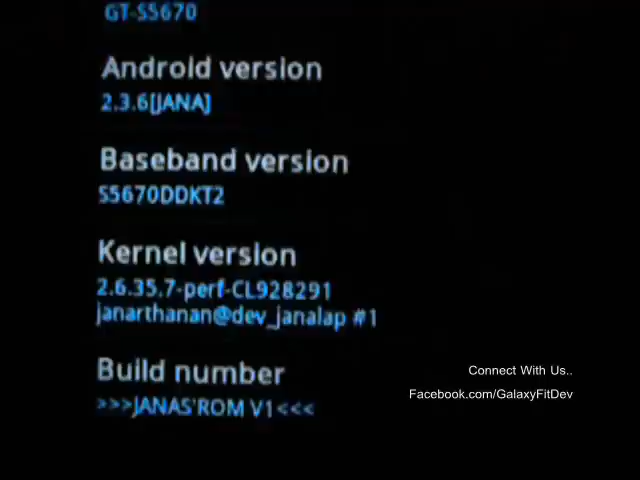 GT-S5670
Android version
2.3.6[JANA]
Baseband version
S5670DDKT2
Kernel version
2.6.35.7-perf-CL928291
janarthanan@dev_janalap #1
Build number
>>>JANAS'ROM V1<<<
Connect With Us..
Facebook.com/GalaxyFitDev